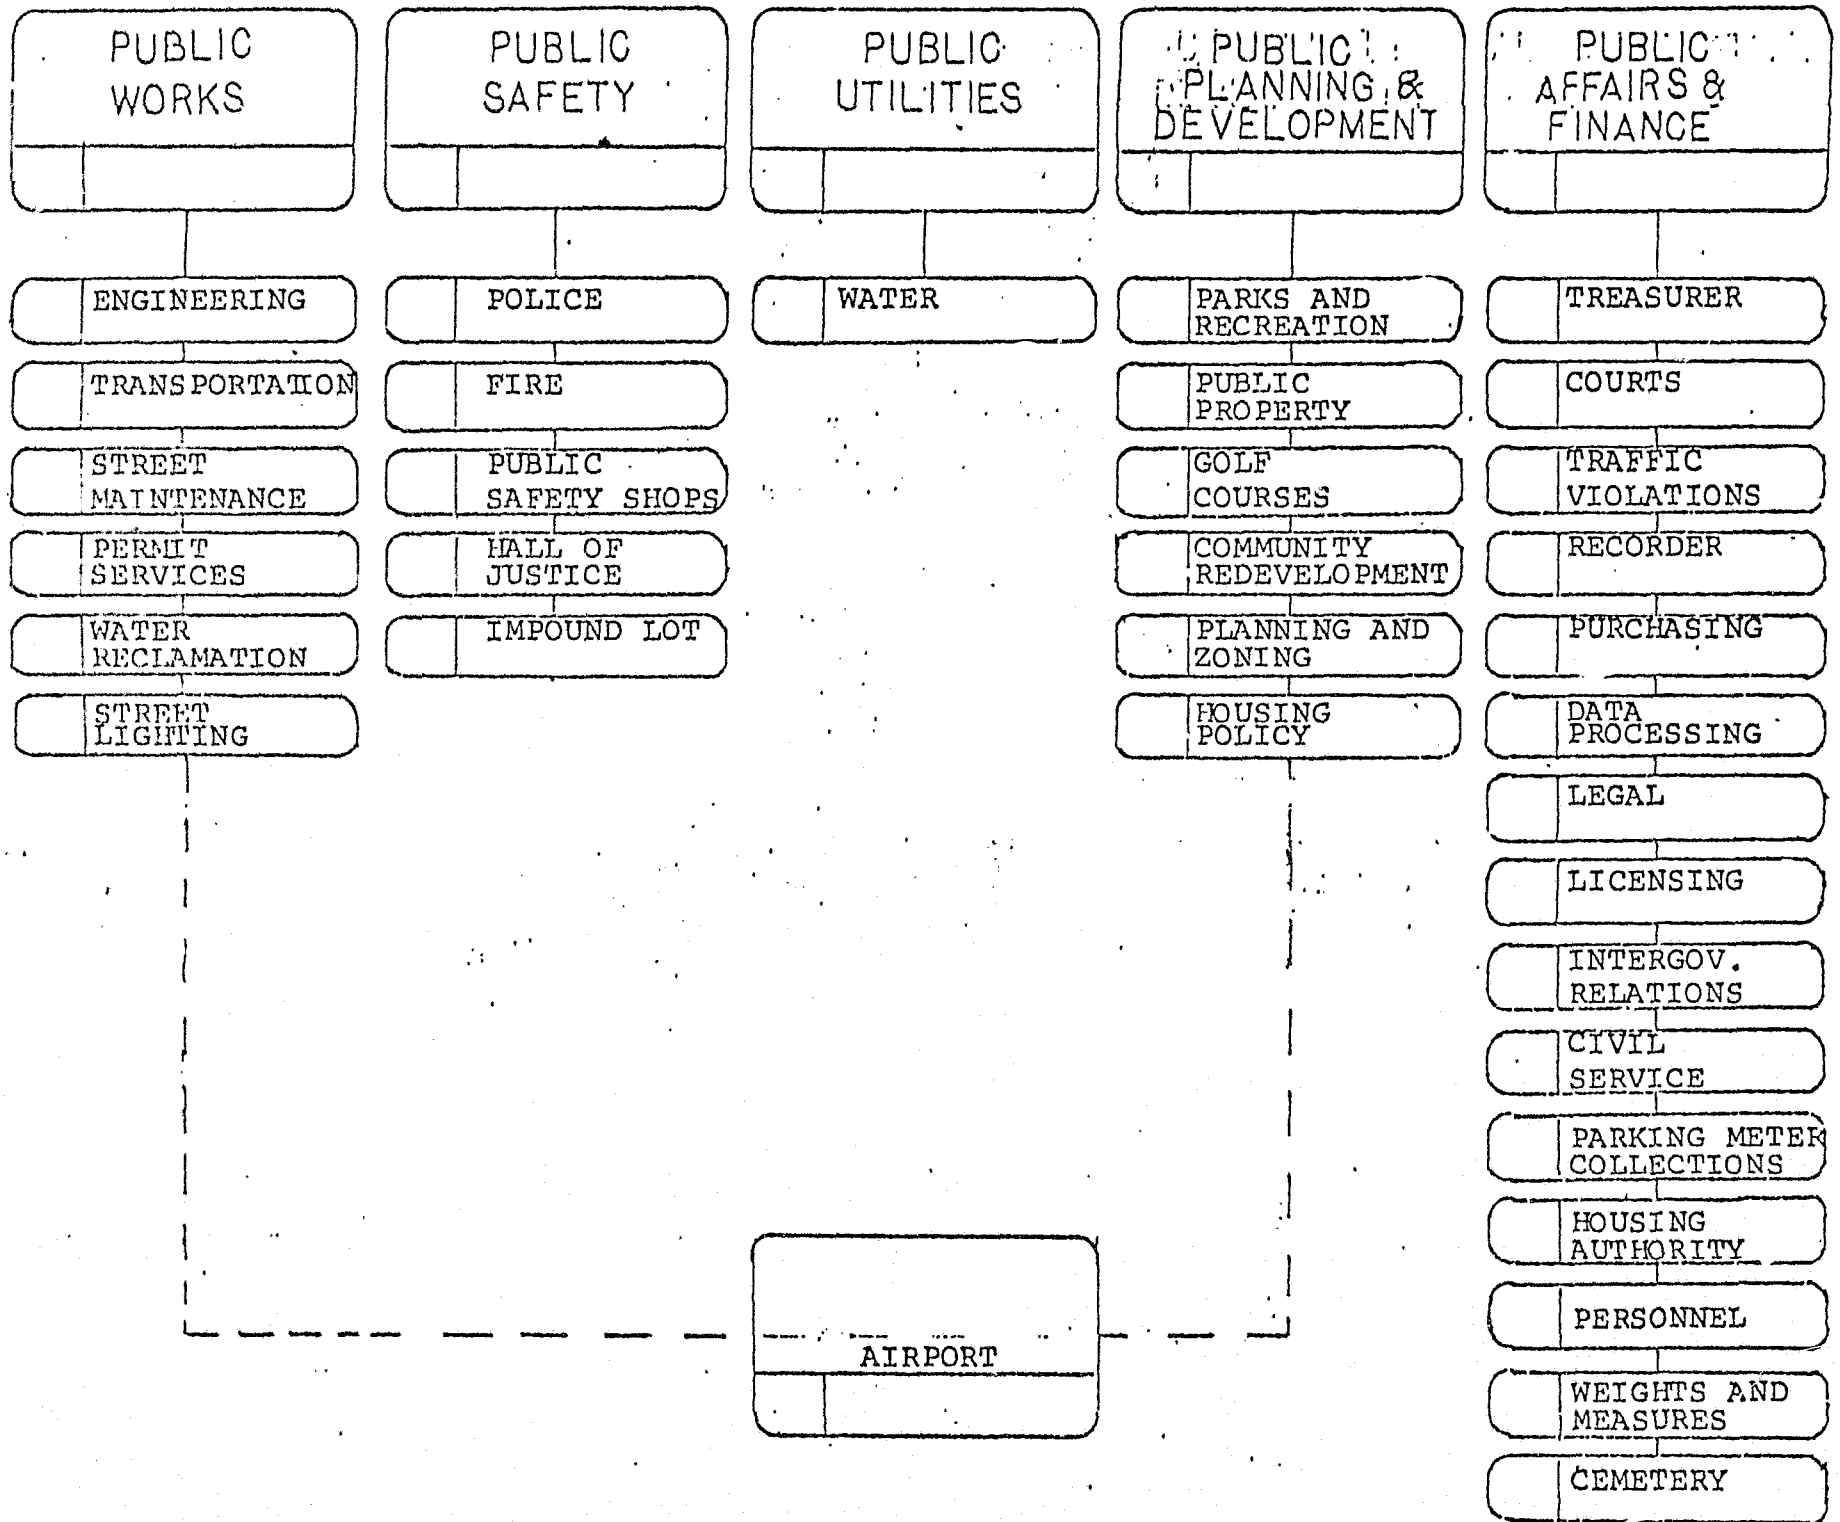 PUBLIC
WORKS
ENGINEERING
TRANSPORTATION
STREET
MAINTENANCE
PERMIT
SERVICES
WATER
RECLAMATION
STREET
LIGHTING
PUBLIC
SAFETY
POLICE
FIRE
PUBLIC
SAFETY SHOPS
HALL OF
JUSTICE
IMPOUND LOT
PUBLIC
UTILITIES
WATER
PUBLIC
PLANNING &
DEVELOPMENT
PARKS AND
RECREATION
PUBLIC
PROPERTY
GOLF
COURSES
COMMUNITY
REDEVELOPMENT
PLANNING AND
ZONING
HOUSING
POLICY
PUBLIC
AFFAIRS &
FINANCE
TREASURER
COURTS
TRAFFIC
VIOLATIONS
RECORDER
PURCHASING
DATA
PROCESSING
LEGAL
LICENSING
INTERGOV.
RELATIONS
CIVIL
SERVICE
PARKING METER
COLLECTIONS
HOUSING
AUTHORITY
PERSONNEL
WEIGHTS AND
MEASURES
CEMETERY
AIRPORT